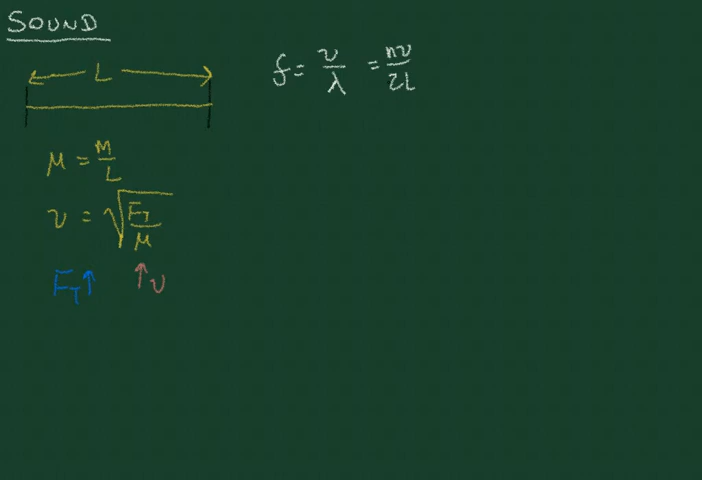 SOUND
L
f = v/λ = nv/2L
μ = M/L
v = √(F_T/μ)
F_T↑ ↑v